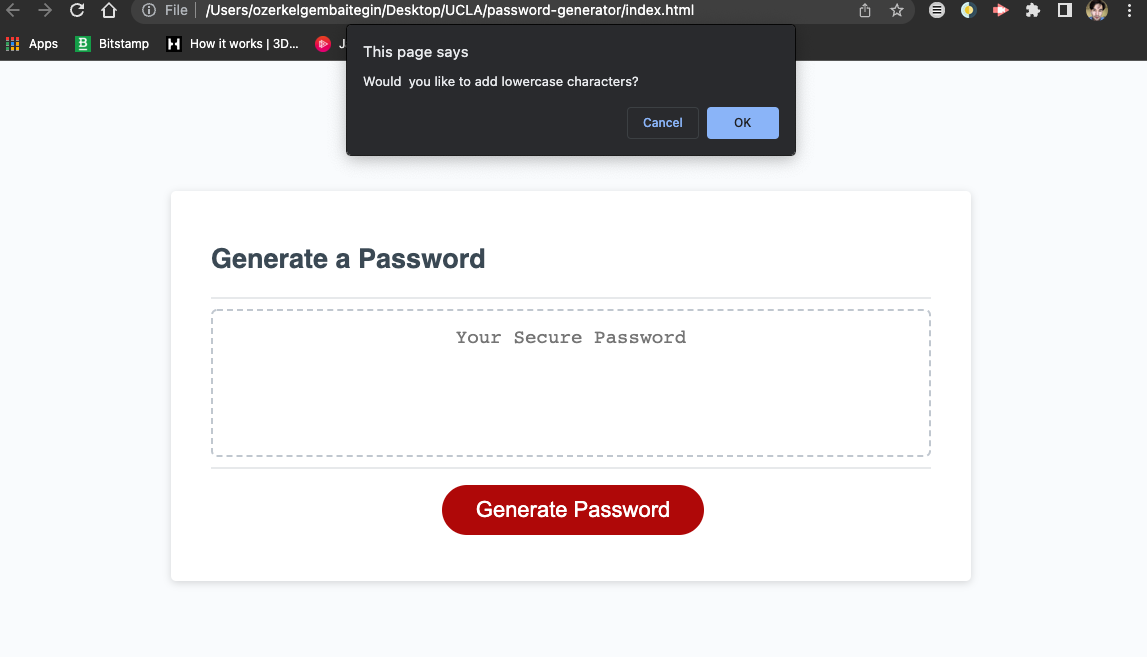 File /Users/ozerkelgembaitegin/Desktop/UCLA/password-generator/index.html
Apps Bitstamp How it works | 3D... J
This page says
Would  you like to add lowercase characters?
Cancel OK
Generate a Password
Your Secure Password
Generate Password